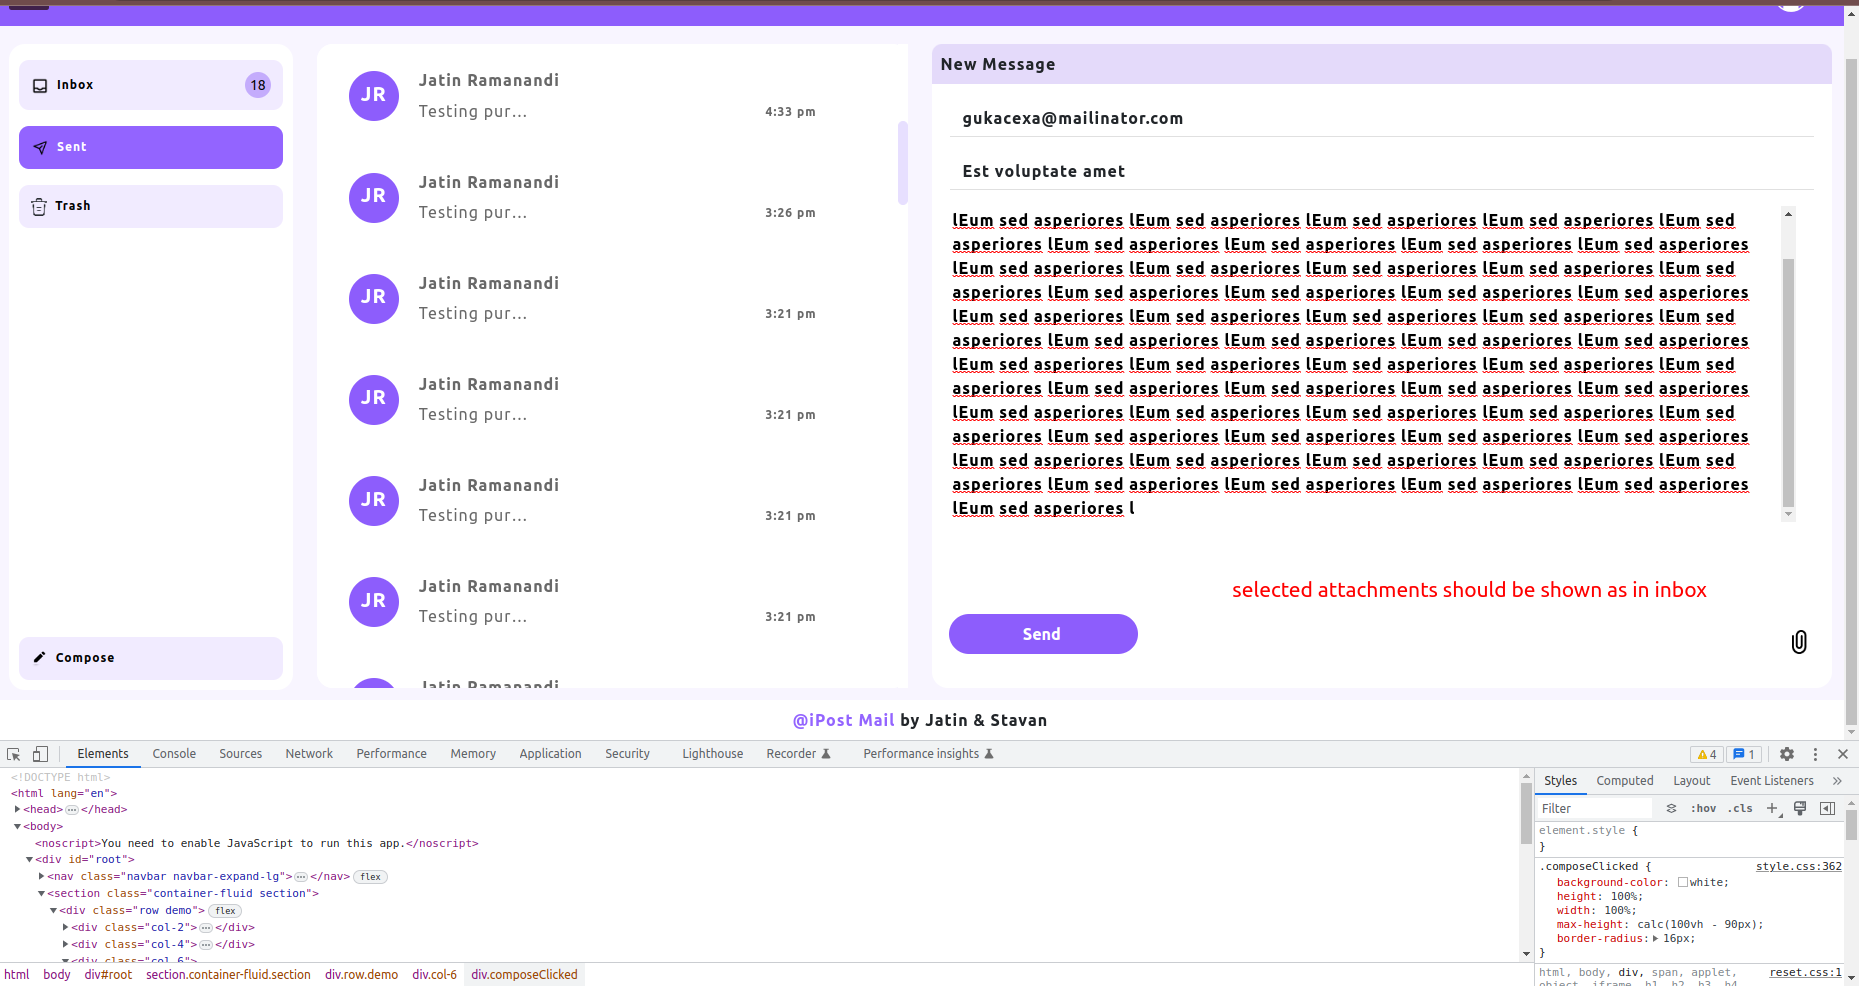 Inbox
18
Sent
Trash
Compose
JR
Jatin Ramanandi
Testing pur...
4:33 pm
JR
Jatin Ramanandi
Testing pur...
3:26 pm
JR
Jatin Ramanandi
Testing pur...
3:21 pm
JR
Jatin Ramanandi
Testing pur...
3:21 pm
JR
Jatin Ramanandi
Testing pur...
3:21 pm
JR
Jatin Ramanandi
Testing pur...
3:21 pm
Jatin Ramanandi
New Message
gukacexa@mailinator.com
Est voluptate amet
lEum sed asperiores lEum sed asperiores lEum sed asperiores lEum sed asperiores lEum sed
asperiores lEum sed asperiores lEum sed asperiores lEum sed asperiores lEum sed asperiores
lEum sed asperiores lEum sed asperiores lEum sed asperiores lEum sed asperiores lEum sed
asperiores lEum sed asperiores lEum sed asperiores lEum sed asperiores lEum sed asperiores
lEum sed asperiores lEum sed asperiores lEum sed asperiores lEum sed asperiores lEum sed
asperiores lEum sed asperiores lEum sed asperiores lEum sed asperiores lEum sed asperiores
lEum sed asperiores lEum sed asperiores lEum sed asperiores lEum sed asperiores lEum sed
asperiores lEum sed asperiores lEum sed asperiores lEum sed asperiores lEum sed asperiores
lEum sed asperiores lEum sed asperiores lEum sed asperiores lEum sed asperiores lEum sed
asperiores lEum sed asperiores lEum sed asperiores lEum sed asperiores lEum sed asperiores
lEum sed asperiores lEum sed asperiores lEum sed asperiores lEum sed asperiores lEum sed
asperiores lEum sed asperiores lEum sed asperiores lEum sed asperiores lEum sed asperiores
lEum sed asperiores l
selected attachments should be shown as in inbox
Send
@iPost Mail by Jatin & Stavan
Elements Console Sources Network Performance Memory Application Security Lighthouse Recorder Performance insights 4 1
<!DOCTYPE html>
<html lang="en">
<head>…</head>
<body>
<noscript>You need to enable JavaScript to run this app.</noscript>
<div id="root">
<nav class="navbar navbar-expand-lg">…</nav> flex
<section class="container-fluid section">
<div class="row demo"> flex
<div class="col-2">…</div>
<div class="col-4">…</div>
<div class="col-6">
html body div#root section.container-fluid.section div.row.demo div.col-6 div.composeClicked
Styles Computed Layout Event Listeners »
Filter :hov .cls +
element.style {
}
.composeClicked { style.css:362
background-color: white;
height: 100%;
width: 100%;
max-height: calc(100vh - 90px);
border-radius: 16px;
}
html, body, div, span, applet, reset.css:1
object, iframe, h1, h2, h3, h4,